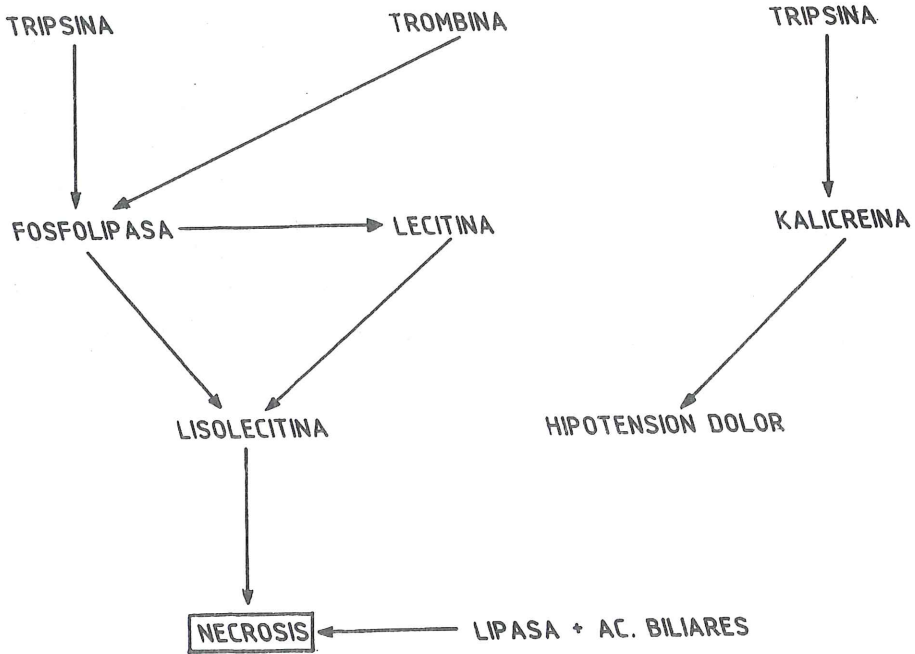 TRIPSINA
TROMBINA
TRIPSINA
FOSFOLIPASA
LECITINA
KALICREINA
LISOLECITINA
HIPOTENSION DOLOR
NECROSIS
LIPASA + AC. BILIARES